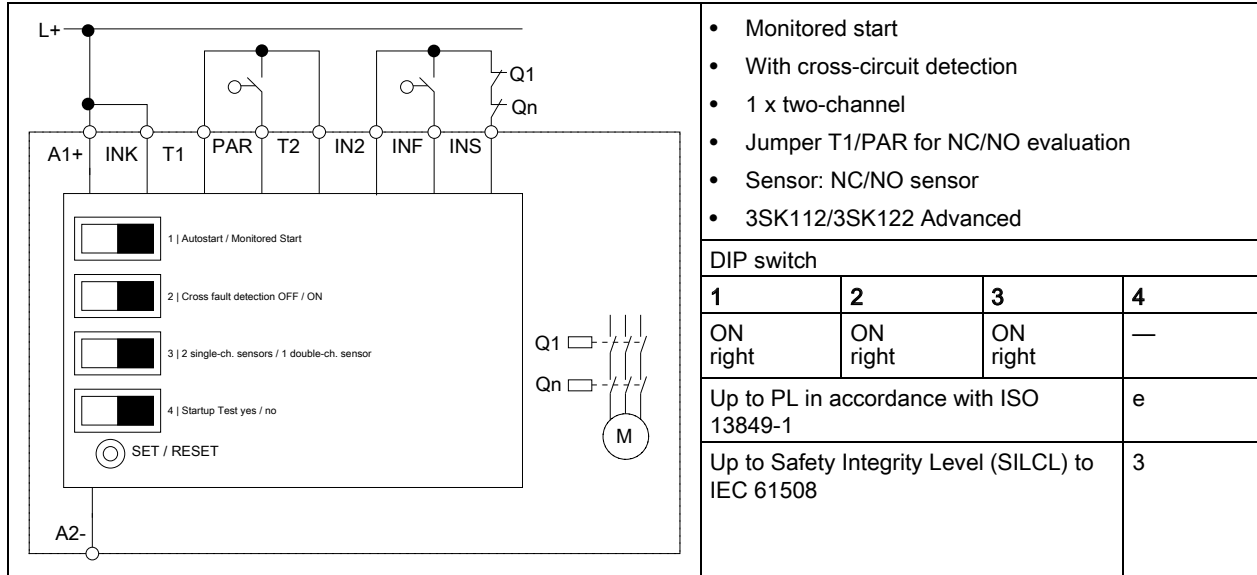 L+
Q1
Qn
A1+ INK T1 PAR T2 IN2 INF INS
1 | Autostart / Monitored Start
2 | Cross fault detection OFF / ON
3 | 2 single-ch. sensors / 1 double-ch. sensor
4 | Startup Test yes / no
SET / RESET
Q1
Qn
M
A2-
• Monitored start
• With cross-circuit detection
• 1 x two-channel
• Jumper T1/PAR for NC/NO evaluation
• Sensor: NC/NO sensor
• 3SK112/3SK122 Advanced
DIP switch
1 2 3 4
ON ON ON —
right right right
Up to PL in accordance with ISO e
13849-1
Up to Safety Integrity Level (SILCL) to 3
IEC 61508